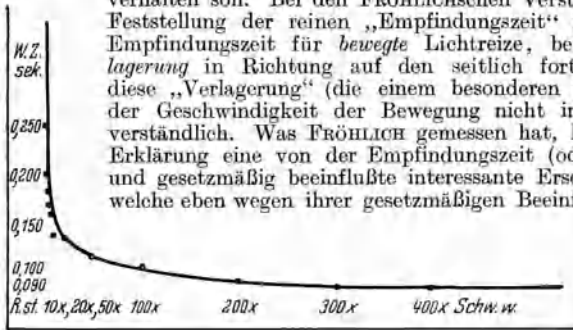 verhalten soll. Bei den FRÖHLICHschen Versu
Feststellung der reinen „Empfindungszeit“
Empfindungszeit für bewegte Lichtreize, be
lagerung in Richtung auf den seitlich fort
diese „Verlagerung“ (die einem besonderen
der Geschwindigkeit der Bewegung nicht in
verständlich. Was FRÖHLICH gemessen hat,
Erklärung eine von der Empfindungszeit (od
und gesetzmäßig beeinflußte interessante Erse
welche eben wegen ihrer gesetzmäßigen Beein
W.Z.
sek.
0,250
0,200
0,150
0,100
0,090
R.st. 10x, 20x, 50x 100x 200x 300x 400x Schw. w.